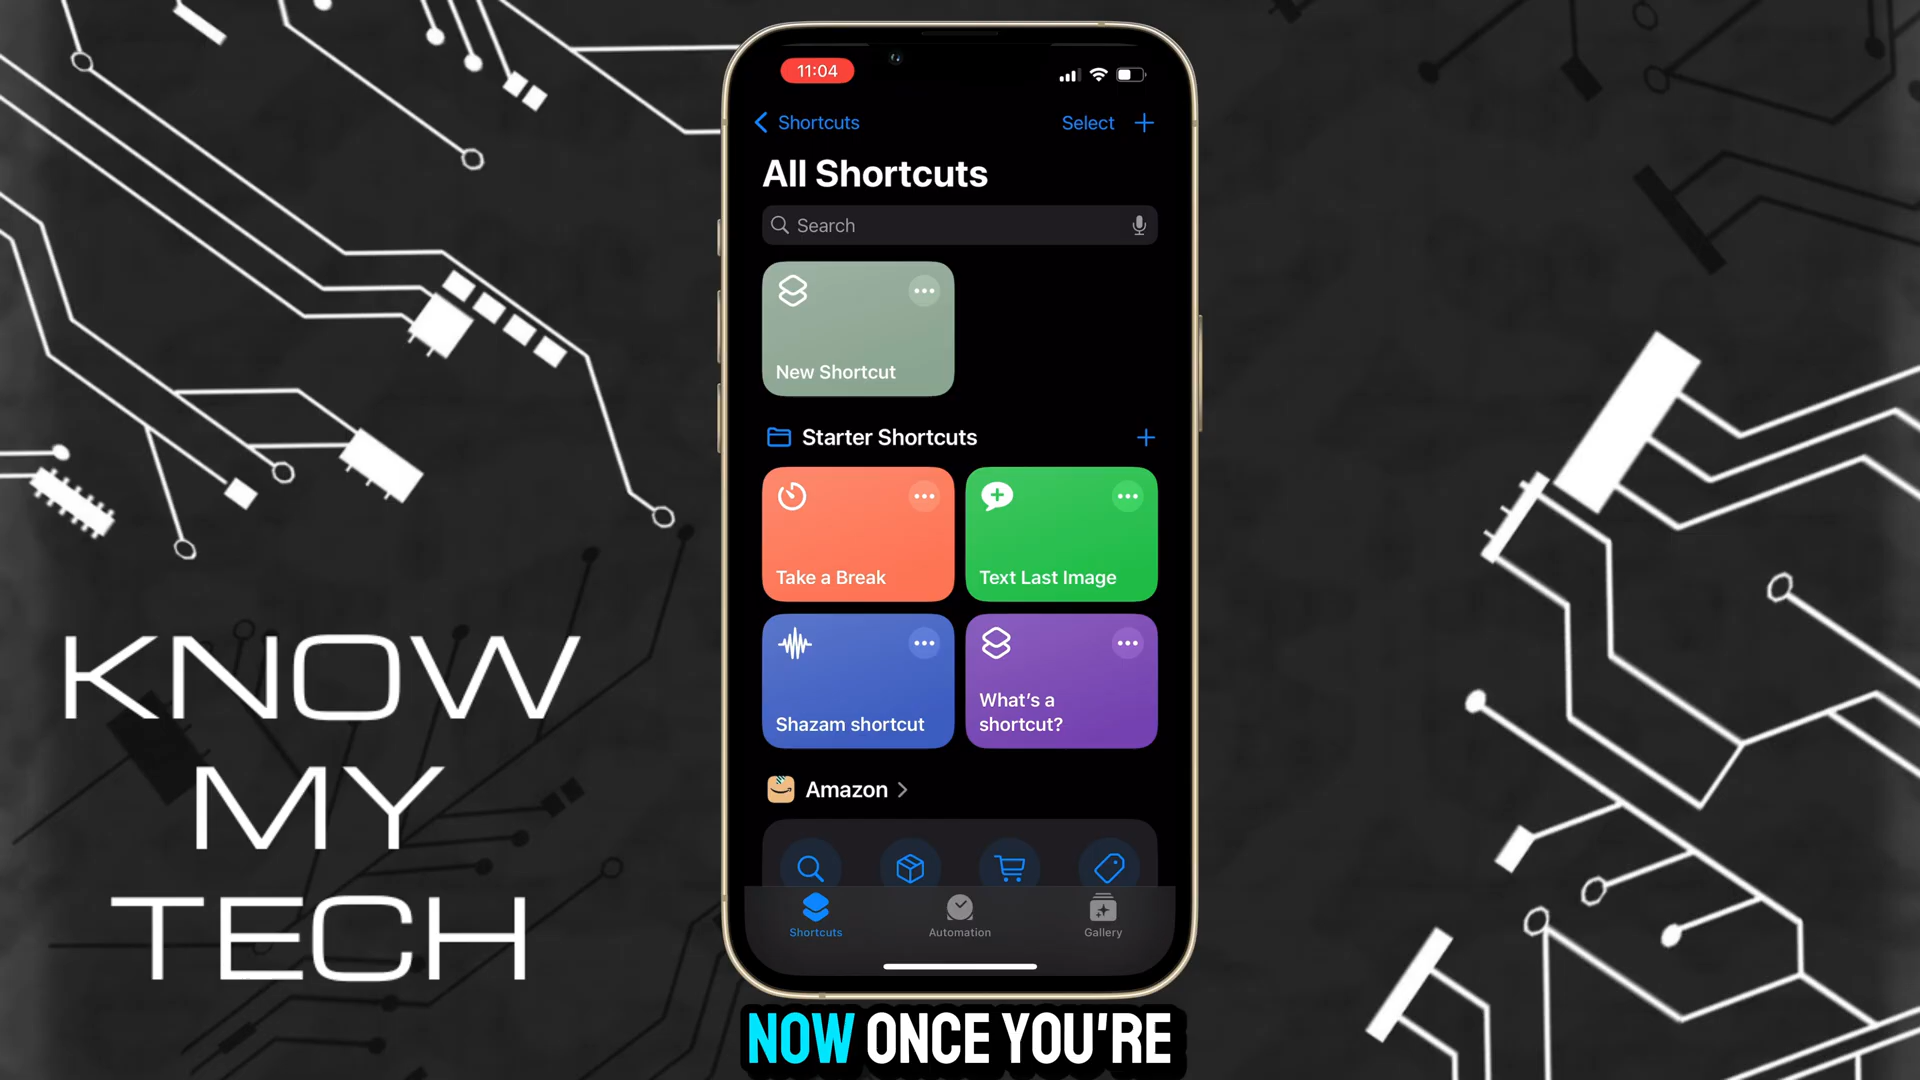 11:04
Shortcuts
Select
All Shortcuts
Search
New Shortcut
Starter Shortcuts
Take a Break
Text Last Image
Shazam shortcut
What's a
shortcut?
Amazon
Shortcuts
Automation
Gallery
KNOW
MY
TECH
NOW ONCE YOU'RE